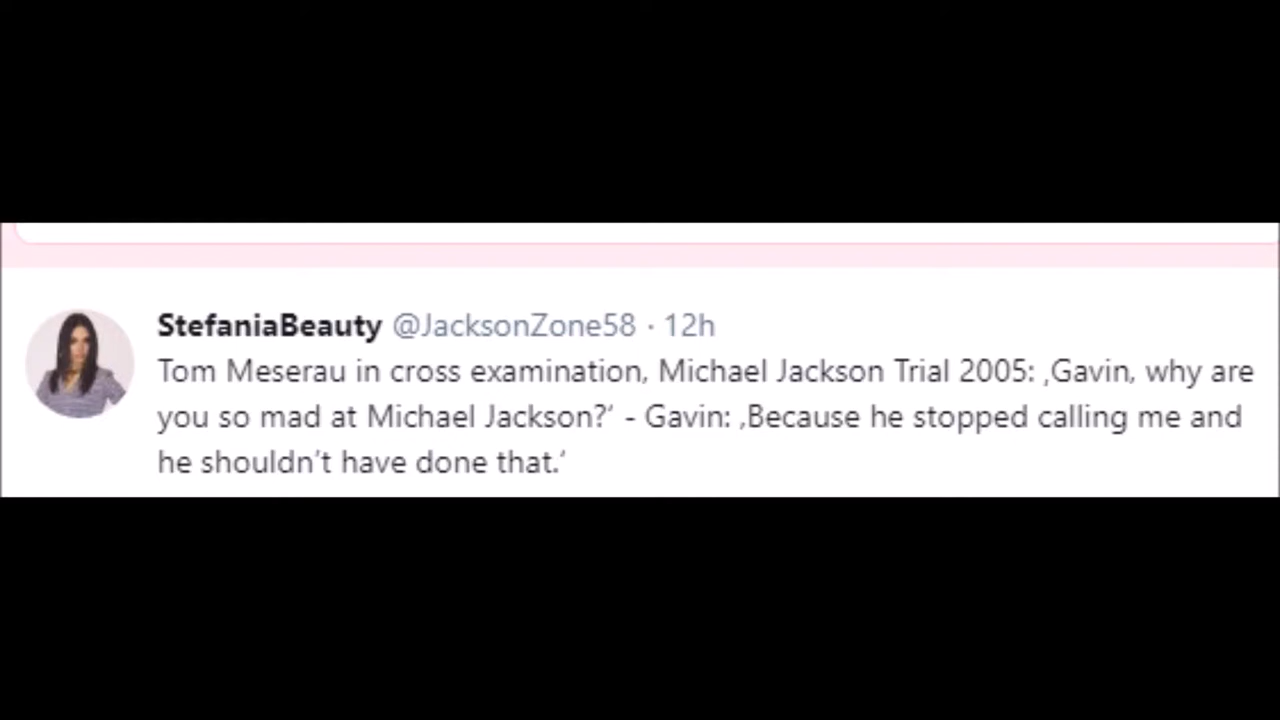 StefaniaBeauty @JacksonZone58 · 12h
Tom Meserau in cross examination, Michael Jackson Trial 2005: ‚Gavin, why are
you so mad at Michael Jackson?‘ - Gavin: ‚Because he stopped calling me and
he shouldn’t have done that.‘